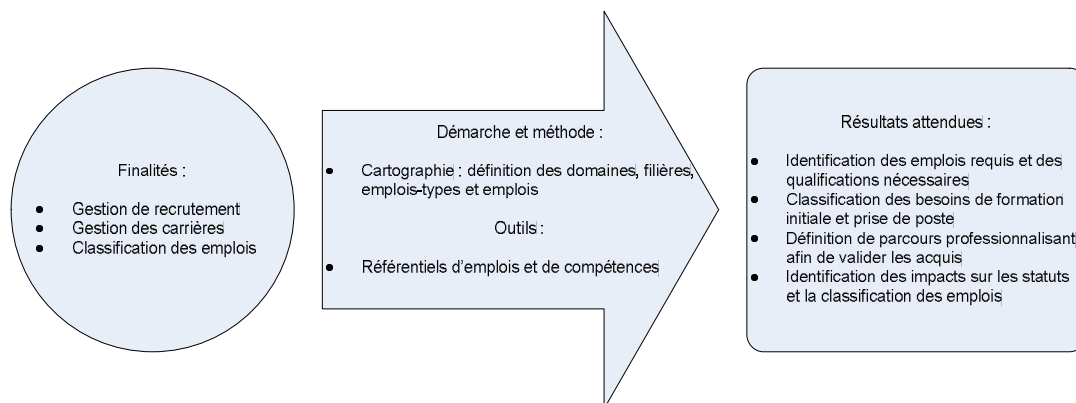 Finalités :
● Gestion de recrutement
● Gestion des carrières
● Classification des emplois
Démarche et méthode :
● Cartographie : définition des domaines, filières,
emplois-types et emplois
Outils :
● Référentiels d'emplois et de compétences
Résultats attendues :
● Identification des emplois requis et des
qualifications nécessaires
● Classification des besoins de formation
initiale et prise de poste
● Définition de parcours professionnalisant
afin de valider les acquis
● Identification des impacts sur les statuts
et la classification des emplois